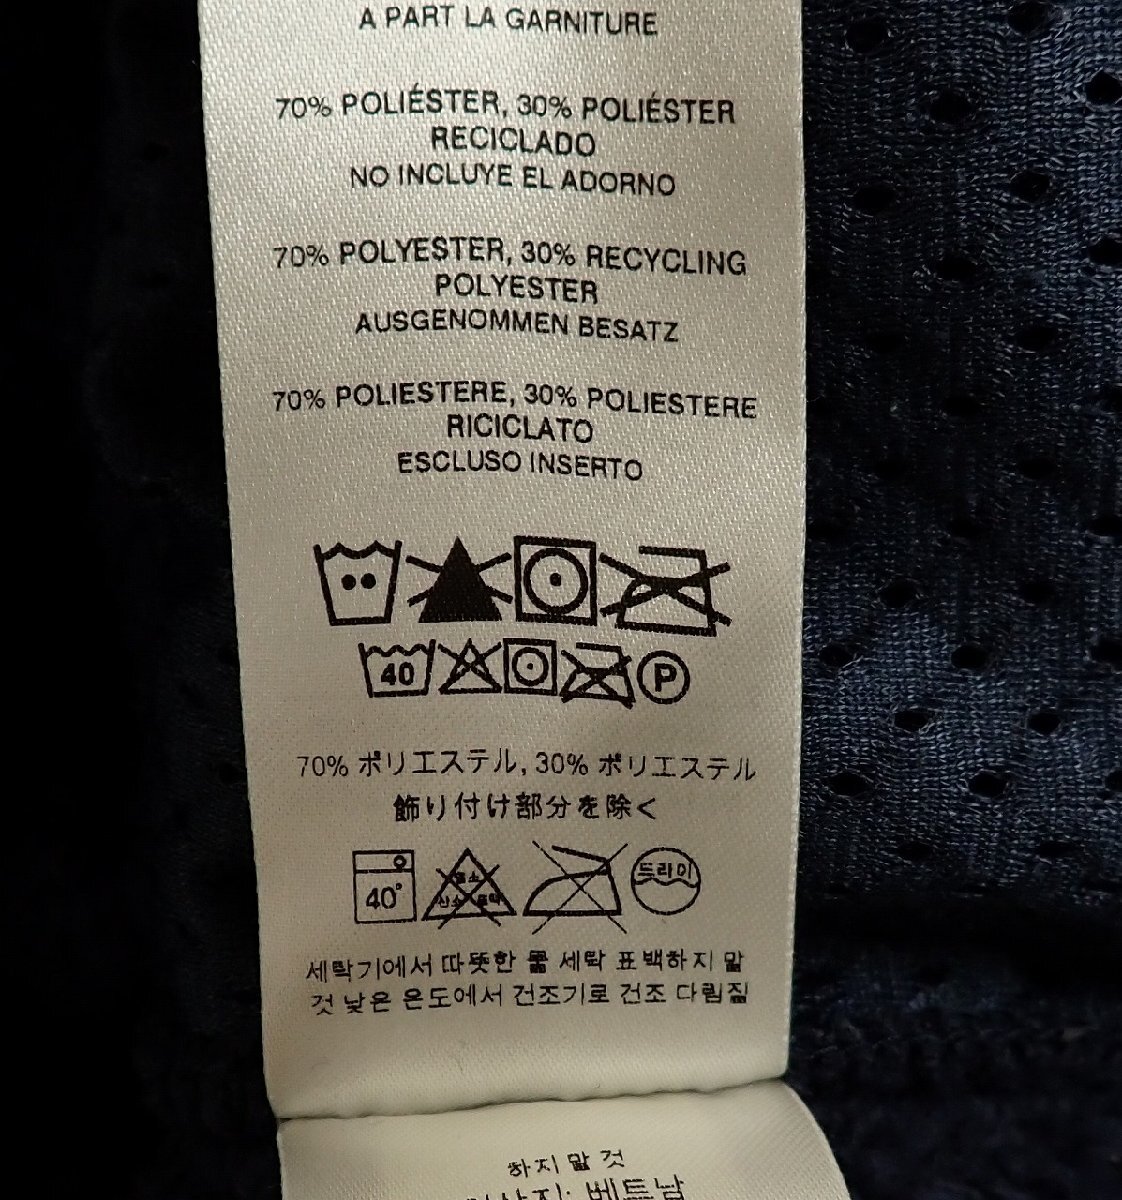 A PART LA GARNITURE
70% POLIÉSTER, 30% POLIÉSTER
RECICLADO
NO INCLUYE EL ADORNO
70% POLYESTER, 30% RECYCLING
POLYESTER
AUSGENOMMEN BESATZ
70% POLIESTERE, 30% POLIESTERE
RICICLATO
ESCLUSO INSERTO
40 P
70% ポリエステル, 30% ポリエステル
飾り付け部分を除く
40° 드라이
세탁기에서 따뜻한 물 세탁 표백하지 말
것 낮은 온도에서 건조기로 건조 다림질
하지 말 것
베트남